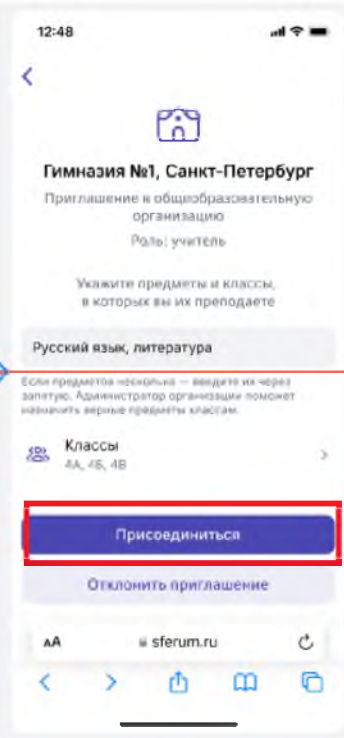 12:48
Гимназия №1, Санкт-Петербург
Приглашение в общеобразовательную
организацию
Роль: учитель
Укажите предметы и классы,
в которых вы их преподаете
Русский язык, литература
Если предметов несколько — введите их через
запятую. Администратор организации поможет
назначить верные предметы классам.
Классы
4А, 4Б, 4В
Присоединиться
Отклонить приглашение
АА sferum.ru